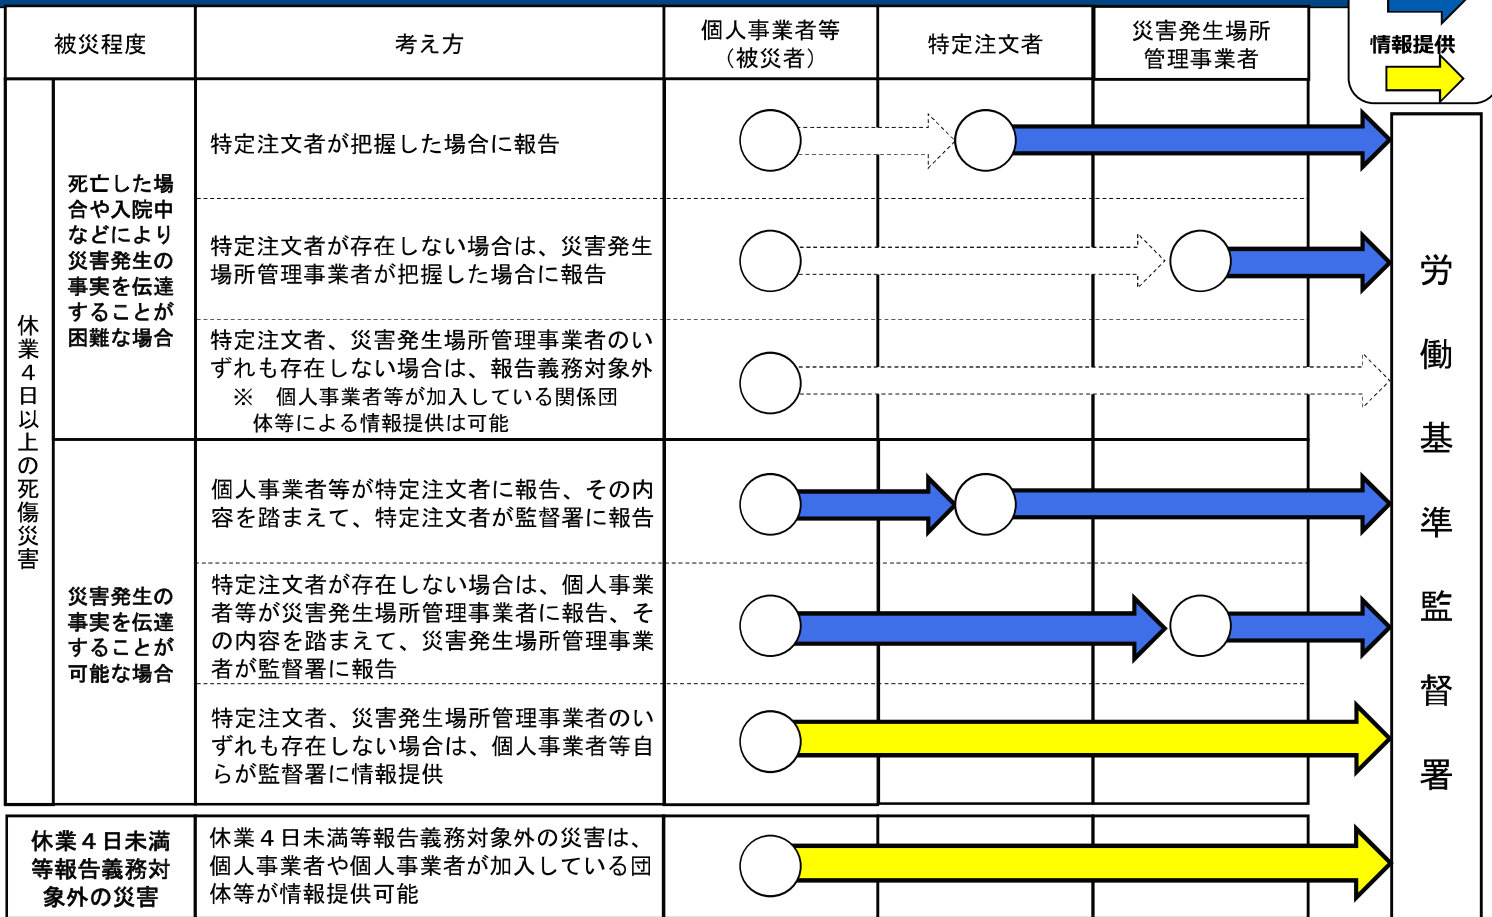 被災程度
考え方
個人事業者等
（被災者）
特定注文者
災害発生場所
管理事業者
情報提供
休業４日以上の死傷災害
死亡した場
合や入院中
などにより
災害発生の
事実を伝達
することが
困難な場合
特定注文者が把握した場合に報告
特定注文者が存在しない場合は、災害発生
場所管理事業者が把握した場合に報告
特定注文者、災害発生場所管理事業者のい
ずれも存在しない場合は、報告義務対象外
※　個人事業者等が加入している関係団
体等による情報提供は可能
災害発生の
事実を伝達
することが
可能な場合
個人事業者等が特定注文者に報告、その内
容を踏まえて、特定注文者が監督署に報告
特定注文者が存在しない場合は、個人事業
者等が災害発生場所管理事業者に報告、そ
の内容を踏まえて、災害発生場所管理事業
者が監督署に報告
特定注文者、災害発生場所管理事業者のい
ずれも存在しない場合は、個人事業者等自
らが監督署に情報提供
休業４日未満
等報告義務対
象外の災害
休業４日未満等報告義務対象外の災害は、
個人事業者や個人事業者が加入している団
体等が情報提供可能
労働基準監督署